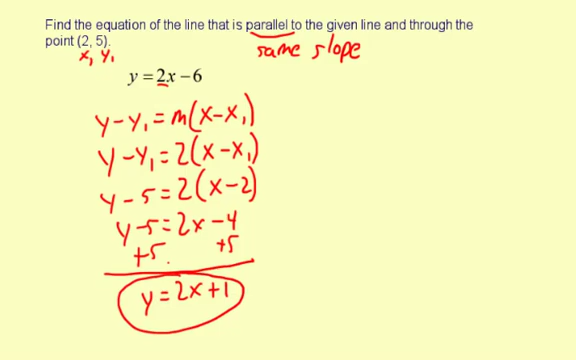 Find the equation of the line that is parallel to the given line and through the
point (2, 5).
same slope
x₁ y₁
y = 2x − 6
y − y₁ = m(x − x₁)
y − y₁ = 2(x − x₁)
y − 5 = 2(x − 2)
y − 5 = 2x − 4
+5 +5
y = 2x + 1